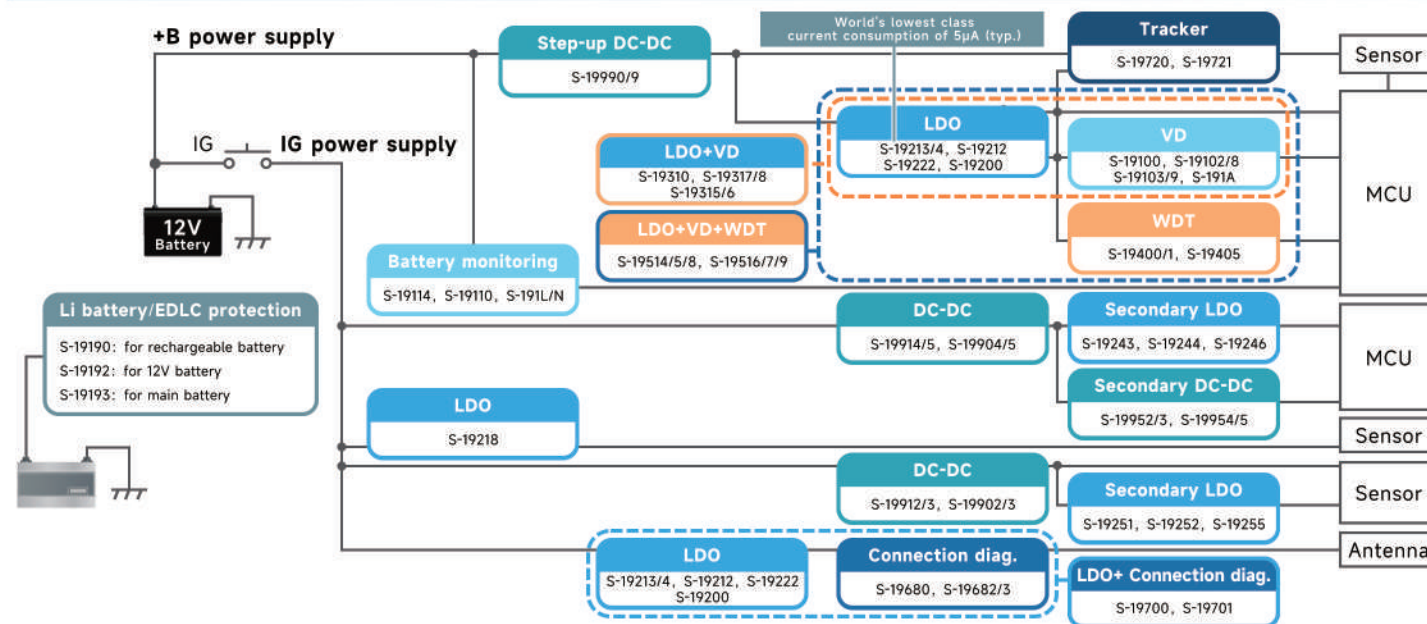 World's lowest class
current consumption of 5μA (typ.)
+B power supply
Step-up DC-DC
S-19990/9
Tracker
S-19720, S-19721
Sensor
IG
IG power supply
LDO
S-19213/4, S-19212
S-19222, S-19200
VD
S-19100, S-19102/8
S-19103/9, S-191A
MCU
LDO+VD
S-19310, S-19317/8
S-19315/6
12V
Battery
LDO+VD+WDT
S-19514/5/8, S-19516/7/9
WDT
S-19400/1, S-19405
Battery monitoring
S-19114, S-19110, S-191L/N
Li battery/EDLC protection
S-19190: for rechargeable battery
S-19192: for 12V battery
S-19193: for main battery
DC-DC
S-19914/5, S-19904/5
Secondary LDO
S-19243, S-19244, S-19246
MCU
Secondary DC-DC
S-19952/3, S-19954/5
LDO
S-19218
Sensor
DC-DC
S-19912/3, S-19902/3
Secondary LDO
S-19251, S-19252, S-19255
Sensor
LDO
S-19213/4, S-19212, S-19222
S-19200
Connection diag.
S-19680, S-19682/3
Antenna
LDO+ Connection diag.
S-19700, S-19701